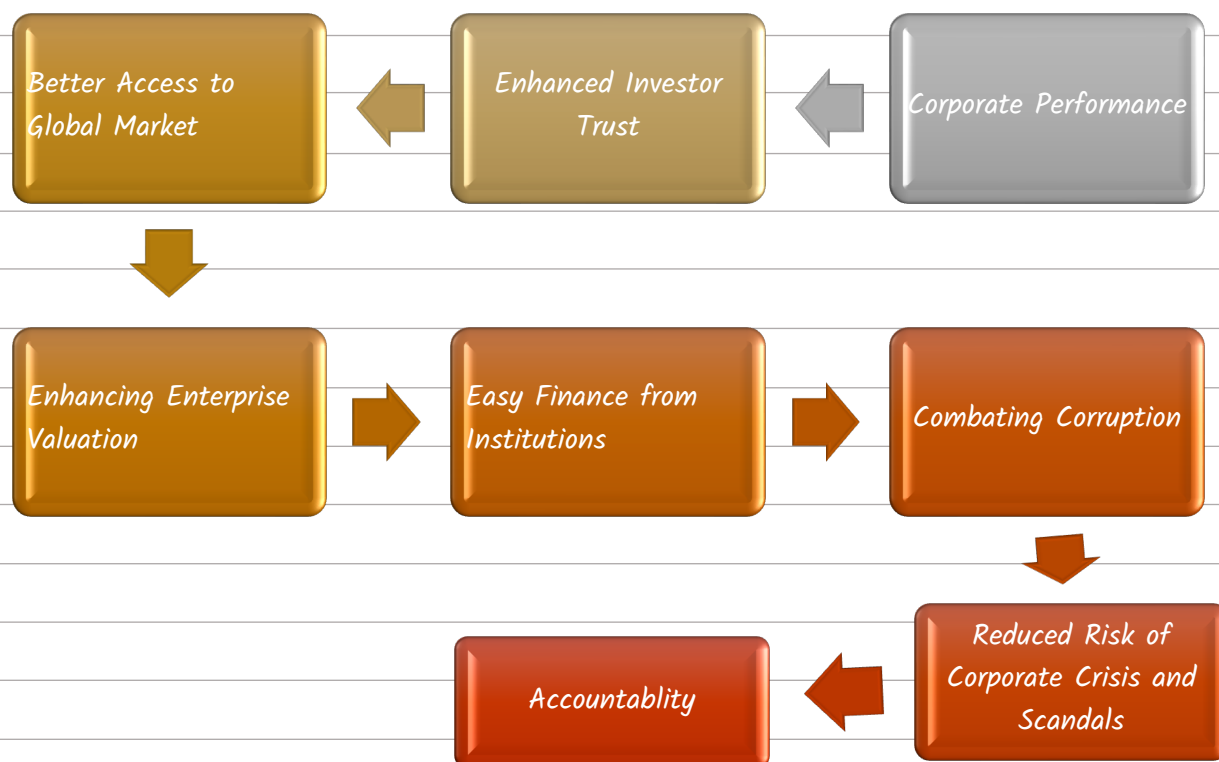 Better Access to
Global Market
Enhanced Investor
Trust
Corporate Performance
Enhancing Enterprise
Valuation
Easy Finance from
Institutions
Combating Corruption
Accountablity
Reduced Risk of
Corporate Crisis and
Scandals